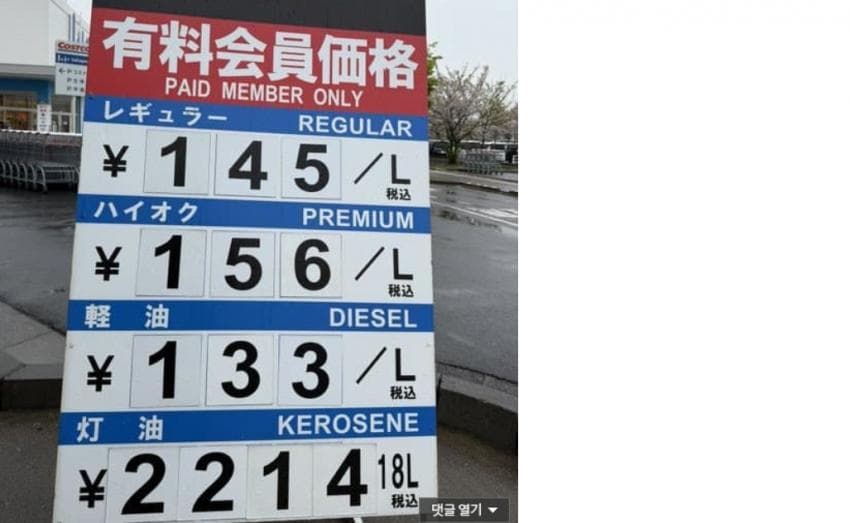 有料会員価格
PAID MEMBER ONLY
レギュラー REGULAR
¥145/L
税込
ハイオク PREMIUM
¥156/L
税込
軽油 DIESEL
¥133/L
税込
灯油 KEROSENE
¥2214 18L
税込
COSTCO
댓글 열기